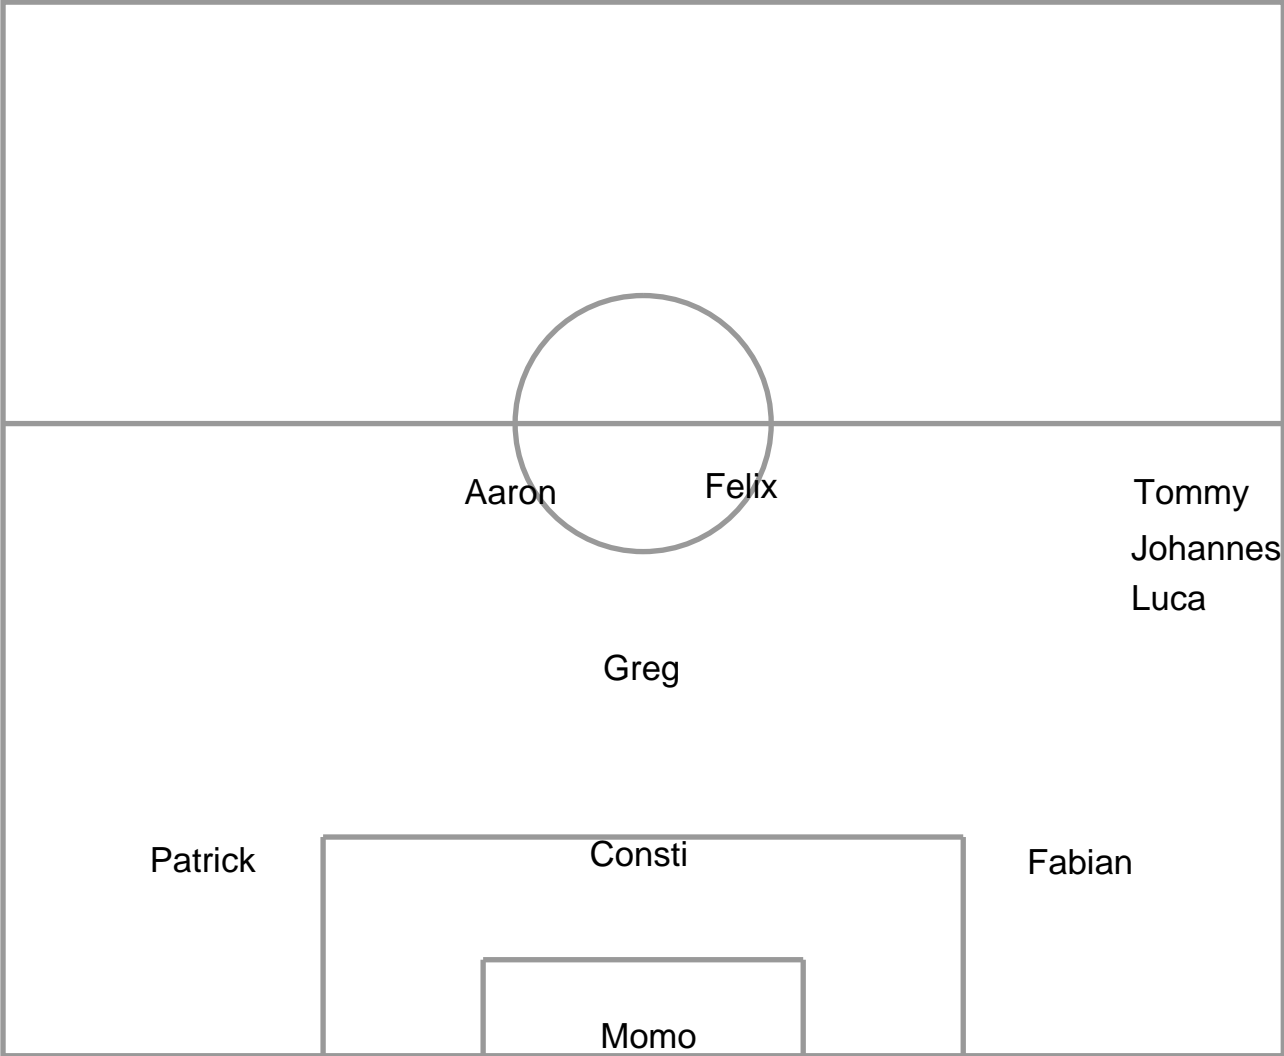 Aaron
Felix
Tommy
Johannes
Luca
Greg
Patrick
Consti
Fabian
Momo